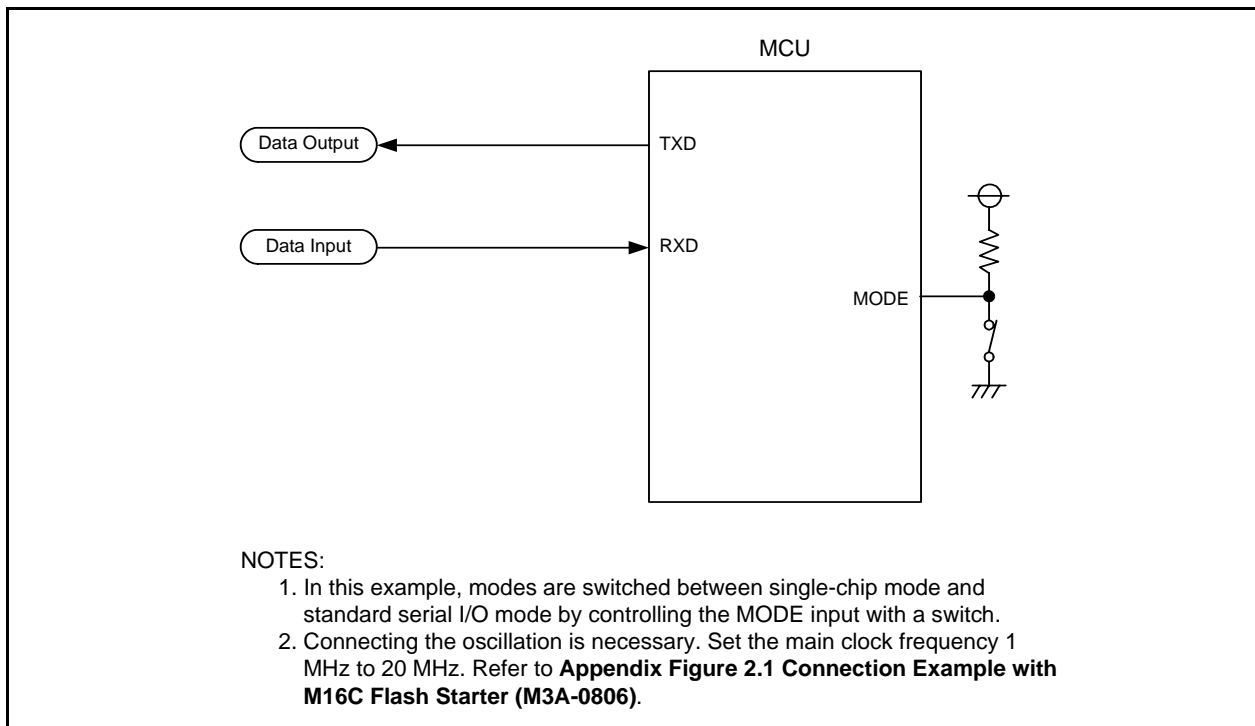 MCU
Data Output
TXD
Data Input
RXD
MODE
NOTES:
1. In this example, modes are switched between single-chip mode and
standard serial I/O mode by controlling the MODE input with a switch.
2. Connecting the oscillation is necessary. Set the main clock frequency 1
MHz to 20 MHz. Refer to Appendix Figure 2.1 Connection Example with
M16C Flash Starter (M3A-0806).